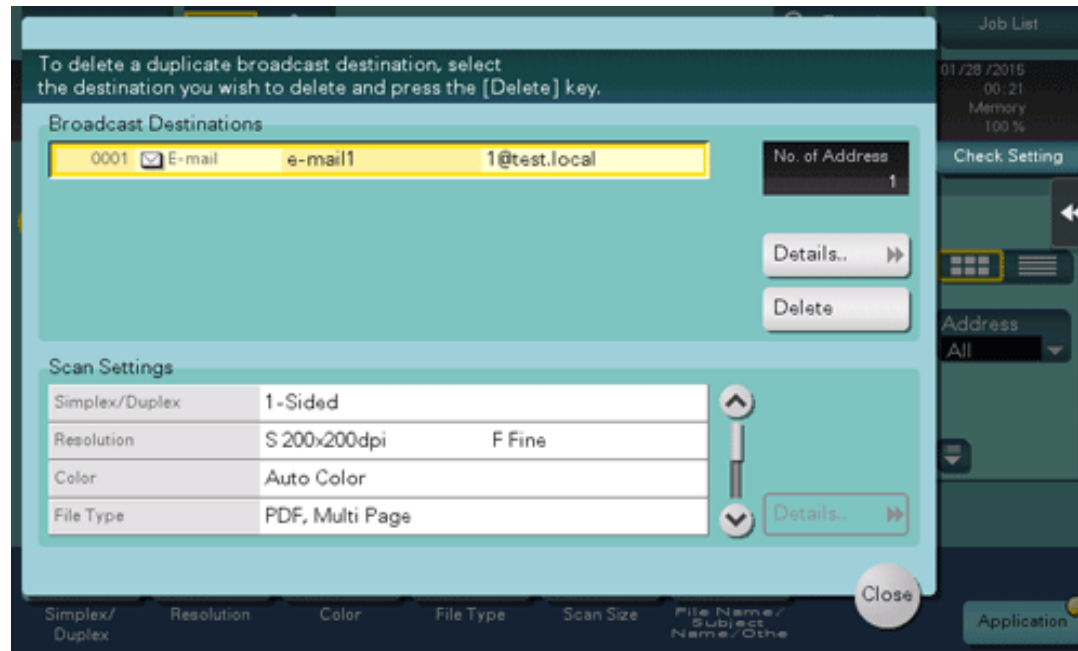 Job List
To delete a duplicate broadcast destination, select
the destination you wish to delete and press the [Delete] key.
01/28/2015
00:21
Memory
100 %
Broadcast Destinations
0001 E-mail e-mail1 1@test.local
No. of Address
1
Check Setting
Details..
Delete
Address
All
Scan Settings
Simplex/Duplex 1-Sided
Resolution S 200x200dpi F Fine
Color Auto Color
File Type PDF, Multi Page
Details..
Close
Simplex/
Duplex
Resolution
Color
File Type
Scan Size
File Name/
Subject
Name/Othe
Application